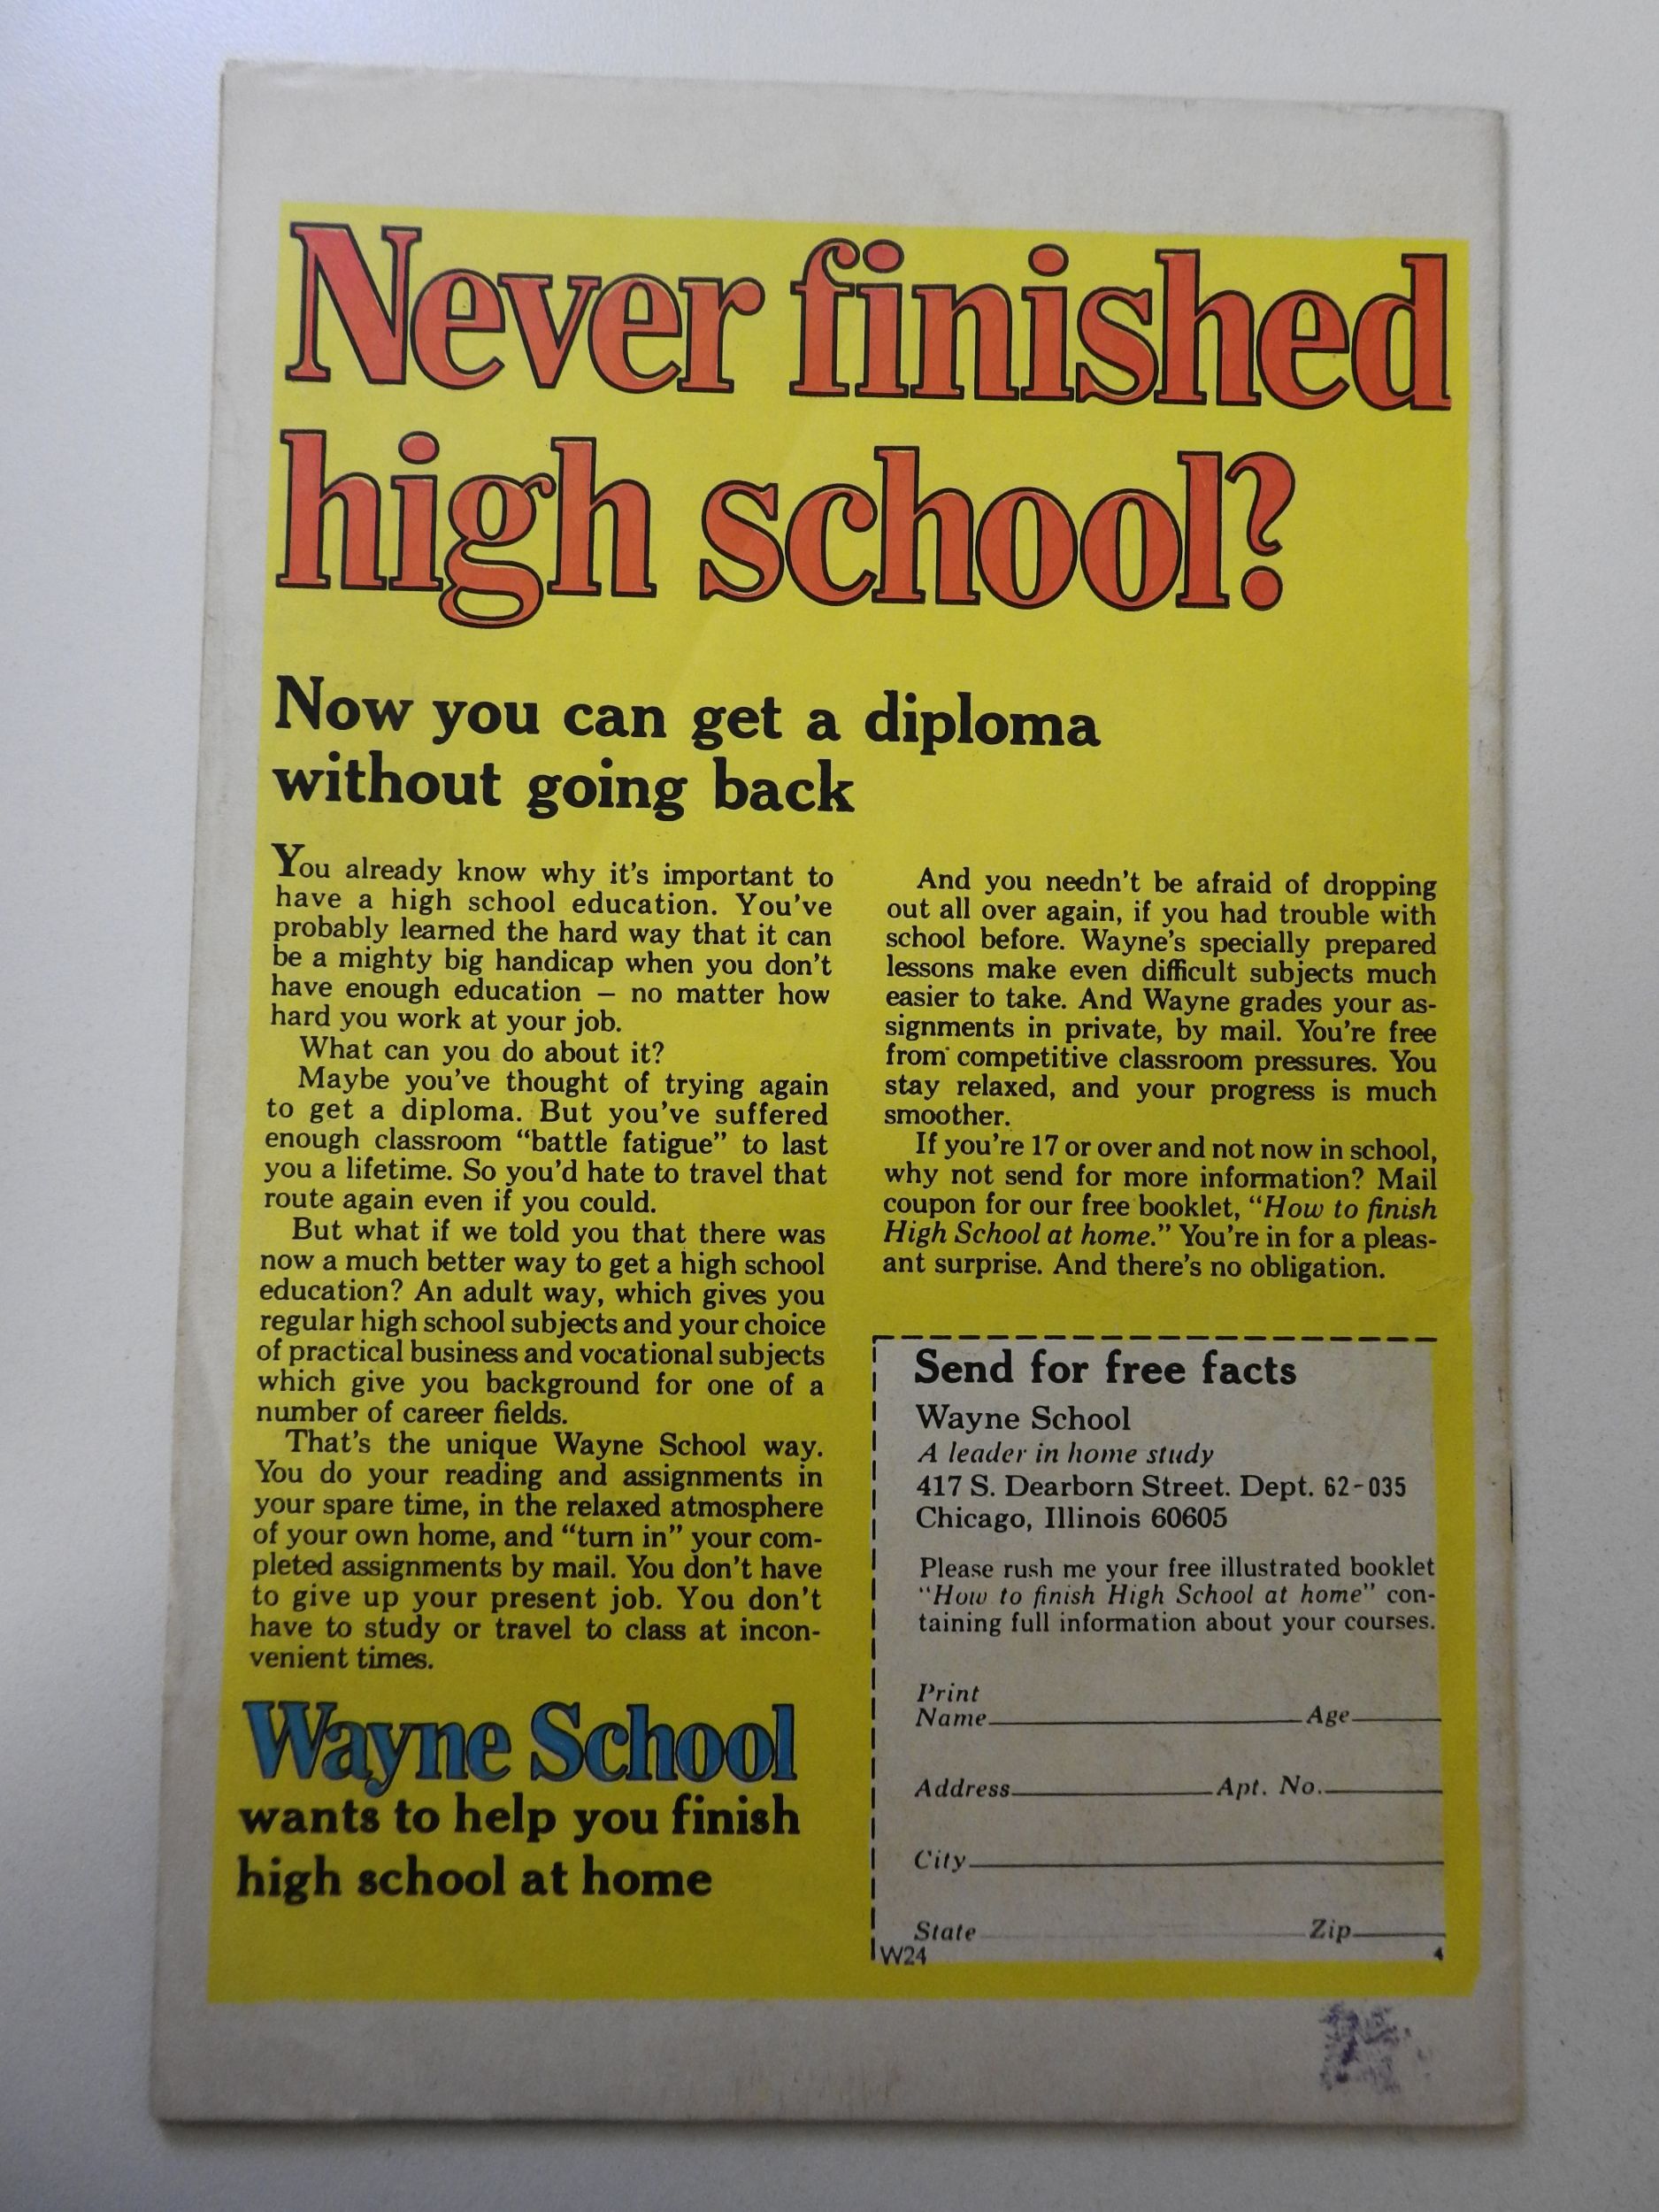 Never finished
high school?
Now you can get a diploma
without going back
You already know why it's important to
have a high school education. You've
probably learned the hard way that it can
be a mighty big handicap when you don't
have enough education — no matter how
hard you work at your job.
What can you do about it?
Maybe you've thought of trying again
to get a diploma. But you've suffered
enough classroom "battle fatigue" to last
you a lifetime. So you'd hate to travel that
route again even if you could.
But what if we told you that there was
now a much better way to get a high school
education? An adult way, which gives you
regular high school subjects and your choice
of practical business and vocational subjects
which give you background for one of a
number of career fields.
That's the unique Wayne School way.
You do your reading and assignments in
your spare time, in the relaxed atmosphere
of your own home, and "turn in" your com-
pleted assignments by mail. You don't have
to give up your present job. You don't
have to study or travel to class at incon-
venient times.
Wayne School
wants to help you finish
high school at home
And you needn't be afraid of dropping
out all over again, if you had trouble with
school before. Wayne's specially prepared
lessons make even difficult subjects much
easier to take. And Wayne grades your as-
signments in private, by mail. You're free
from competitive classroom pressures. You
stay relaxed, and your progress is much
smoother.
If you're 17 or over and not now in school,
why not send for more information? Mail
coupon for our free booklet, "How to finish
High School at home." You're in for a pleas-
ant surprise. And there's no obligation.
Send for free facts
Wayne School
A leader in home study
417 S. Dearborn Street. Dept. 62-035
Chicago, Illinois 60605
Please rush me your free illustrated booklet
"How to finish High School at home" con-
taining full information about your courses.
Print
Name Age
Address Apt. No.
City
State Zip
W24 4